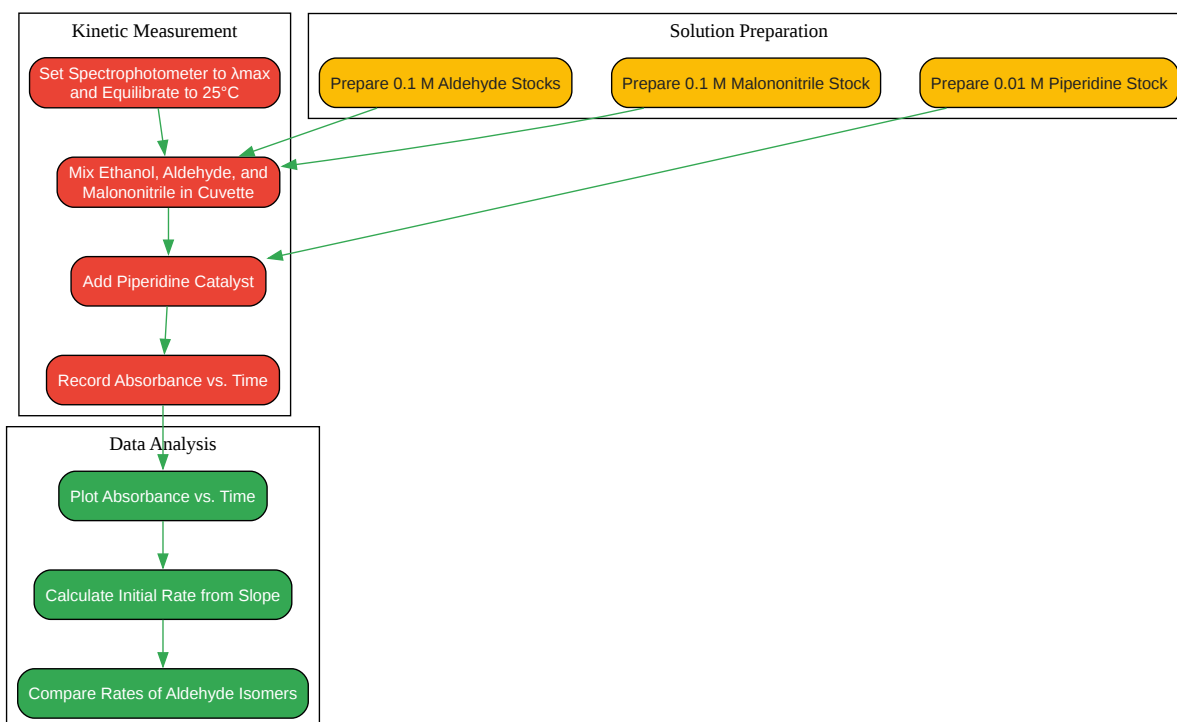 Kinetic Measurement
Set Spectrophotometer to λmax
and Equilibrate to 25°C
Mix Ethanol, Aldehyde, and
Malononitrile in Cuvette
Add Piperidine Catalyst
Record Absorbance vs. Time
Solution Preparation
Prepare 0.1 M Aldehyde Stocks
Prepare 0.1 M Malononitrile Stock
Prepare 0.01 M Piperidine Stock
Data Analysis
Plot Absorbance vs. Time
Calculate Initial Rate from Slope
Compare Rates of Aldehyde Isomers